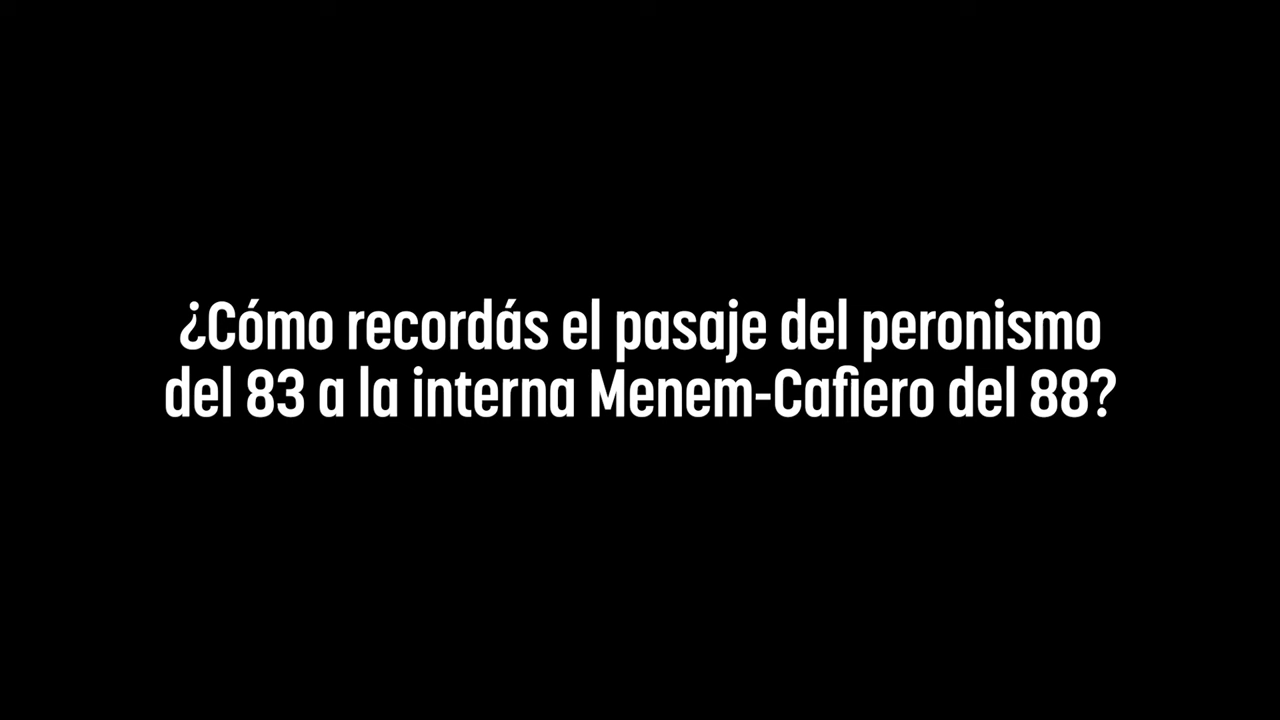 ¿Cómo recordás el pasaje del peronismo
del 83 a la interna Menem-Cafiero del 88?